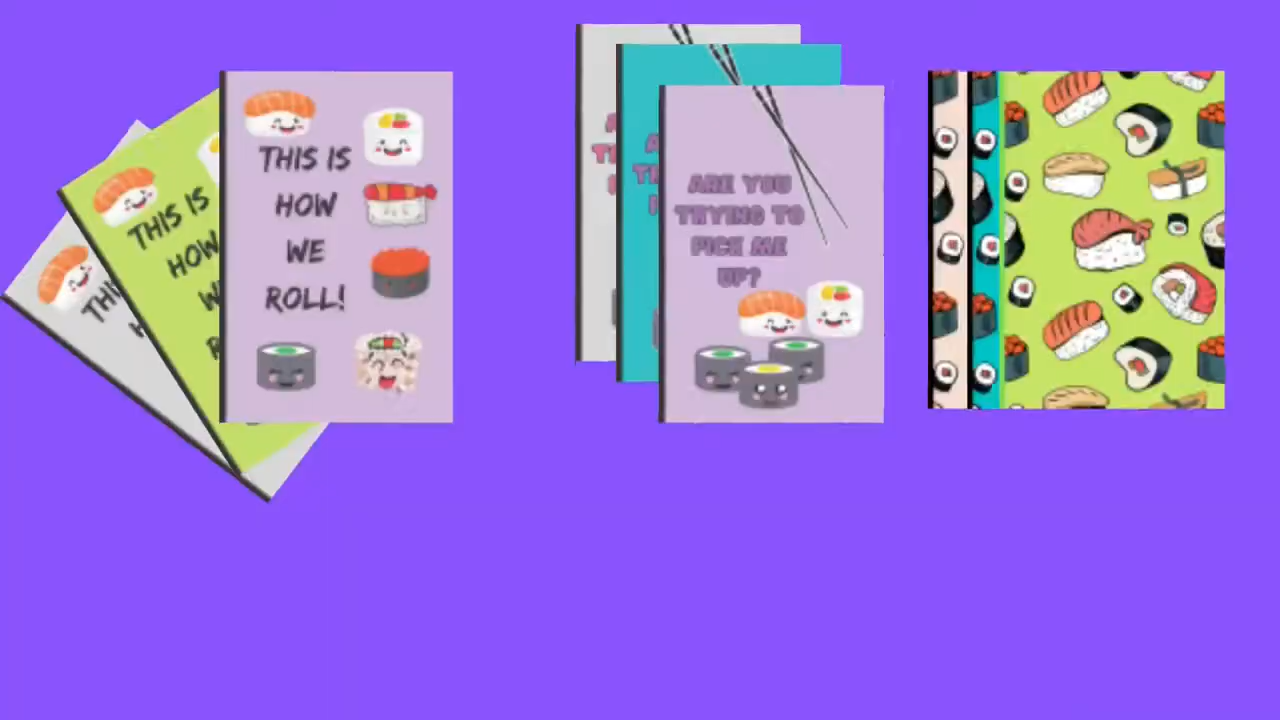 THIS IS
HOW
WE
ROLL!
THIS IS
HOW
ARE YOU
TRYING TO
PICK ME
UP?